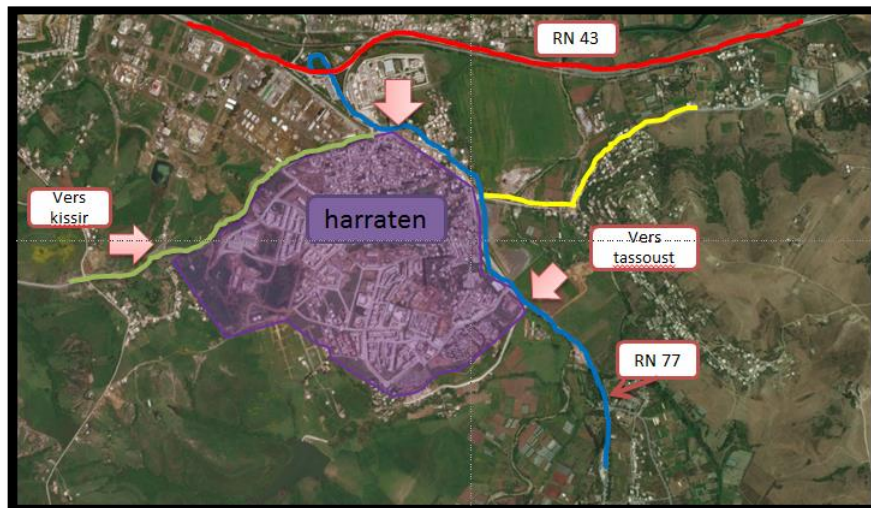 RN 43
Vers
kissir
harraten
Vers
tassoust
RN 77